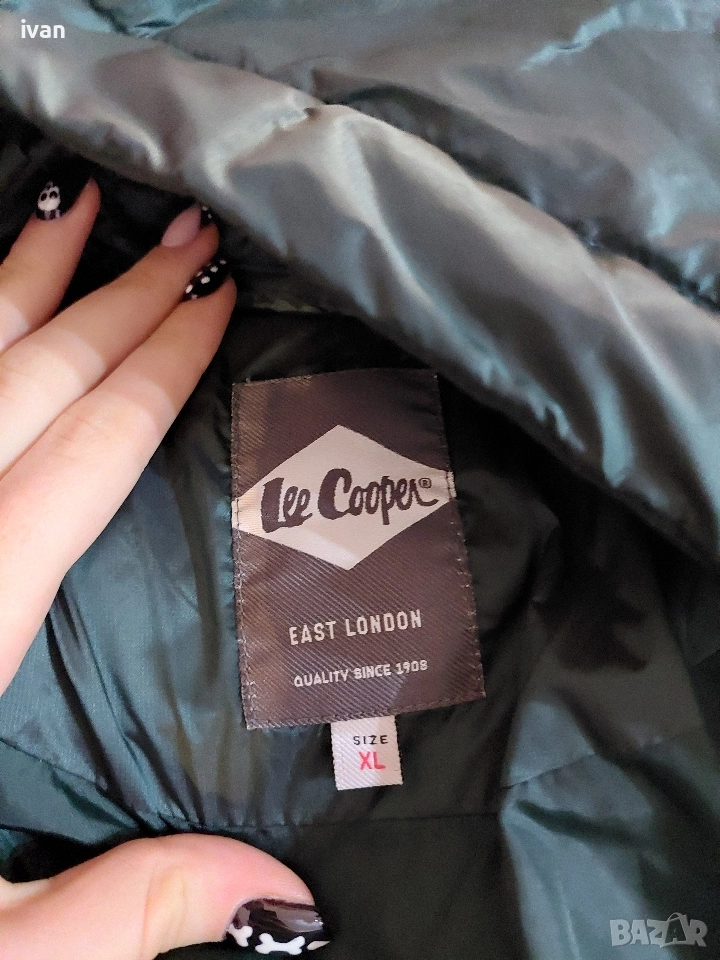 ivan
Lee Cooper®
EAST LONDON
QUALITY SINCE 1908
SIZE
XL
BAZAR